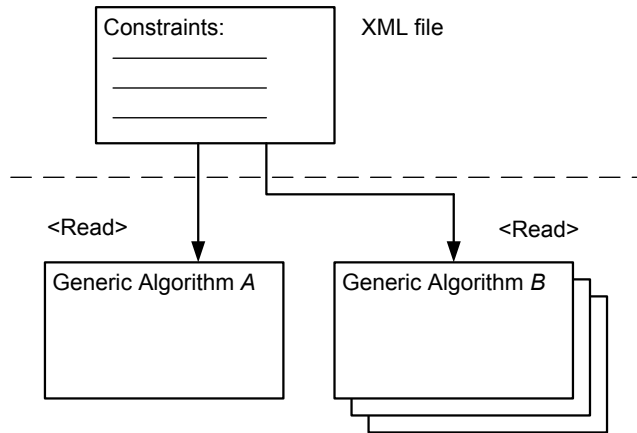 Constraints:
XML file
<Read>
<Read>
Generic Algorithm A
Generic Algorithm B